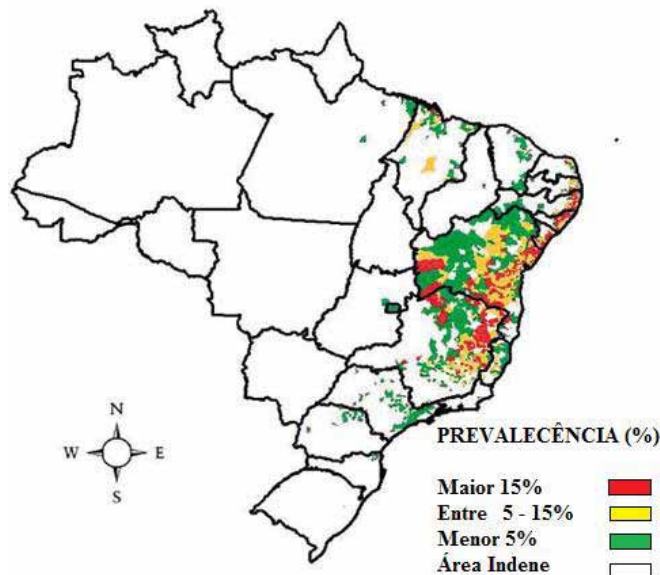 N
W E
S
PREVALECÊNCIA (%)
Maior 15%
Entre 5 - 15%
Menor 5%
Área Indene